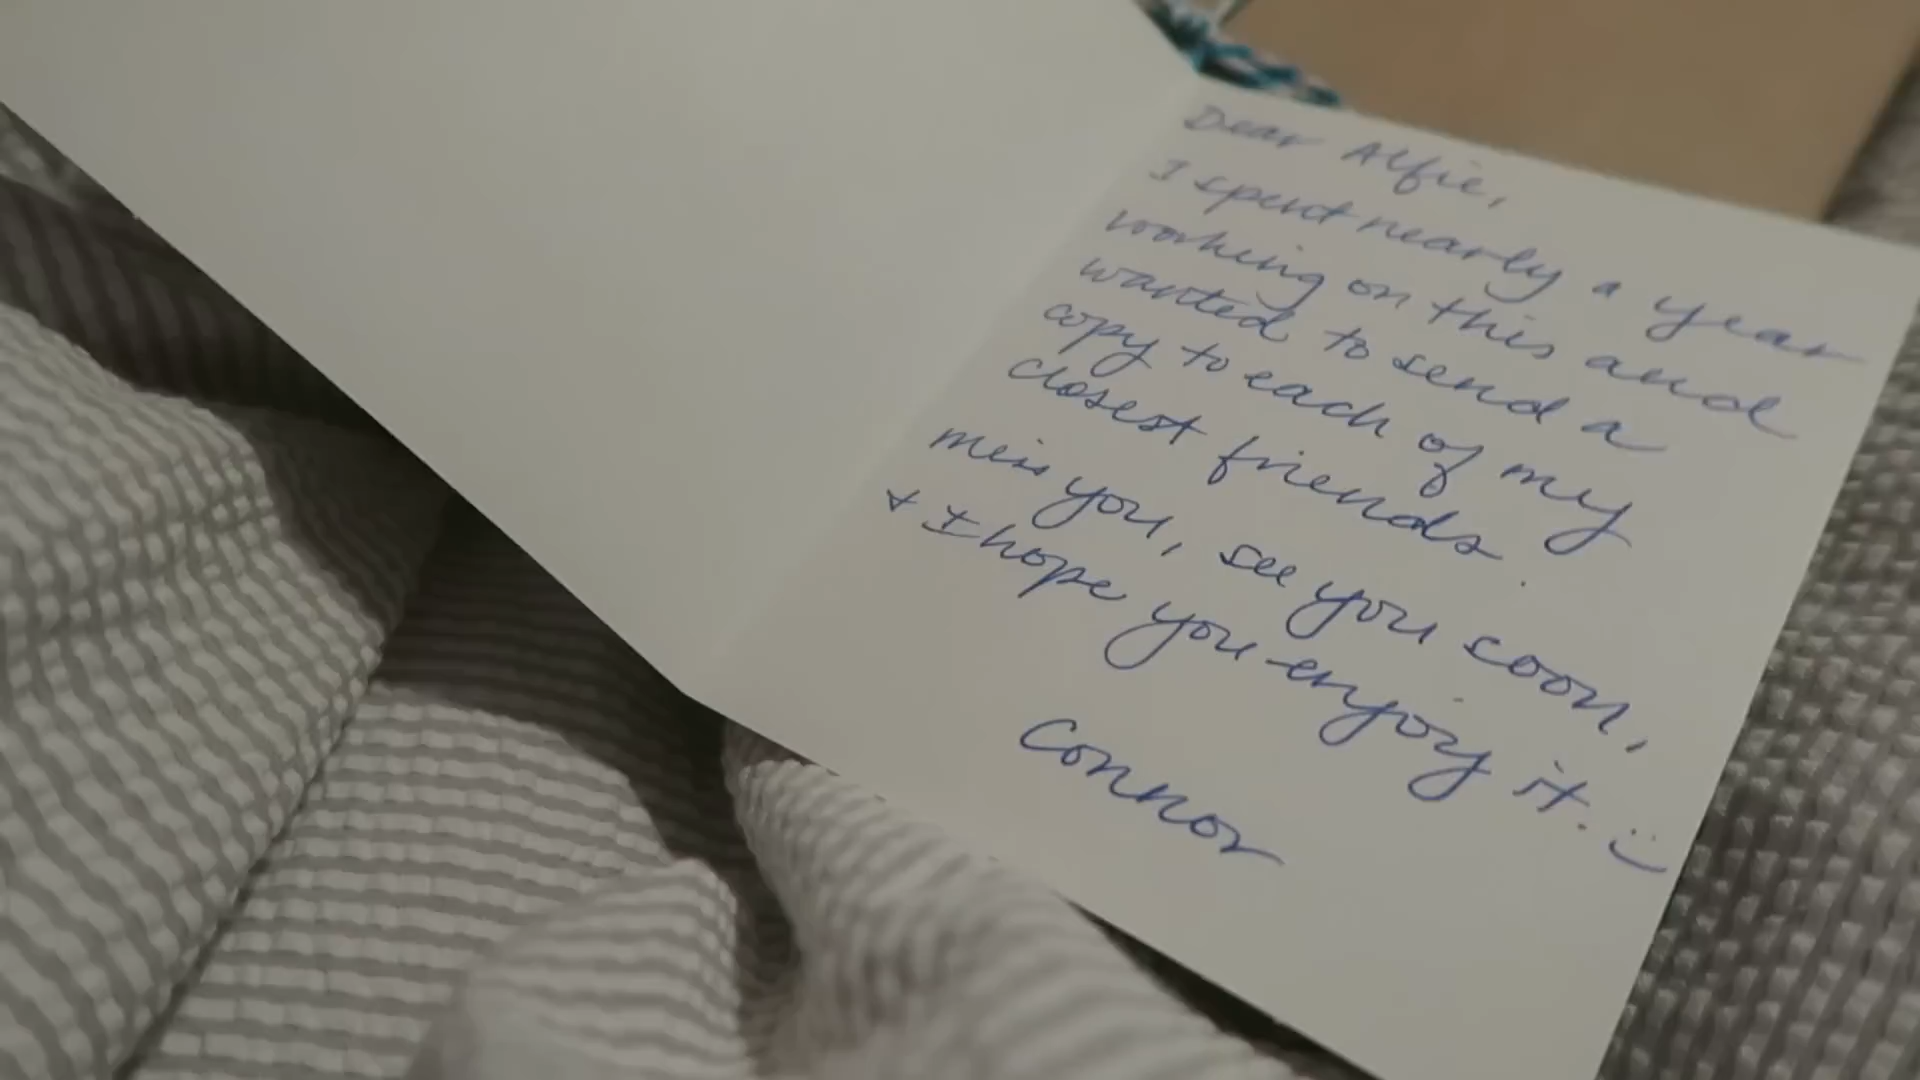 Dear Alfie,
I spent nearly a year
working on this and
wanted to send a
copy to each of my
closest friends.
miss you, see you soon,
+ I hope you enjoy it. :)
Connor